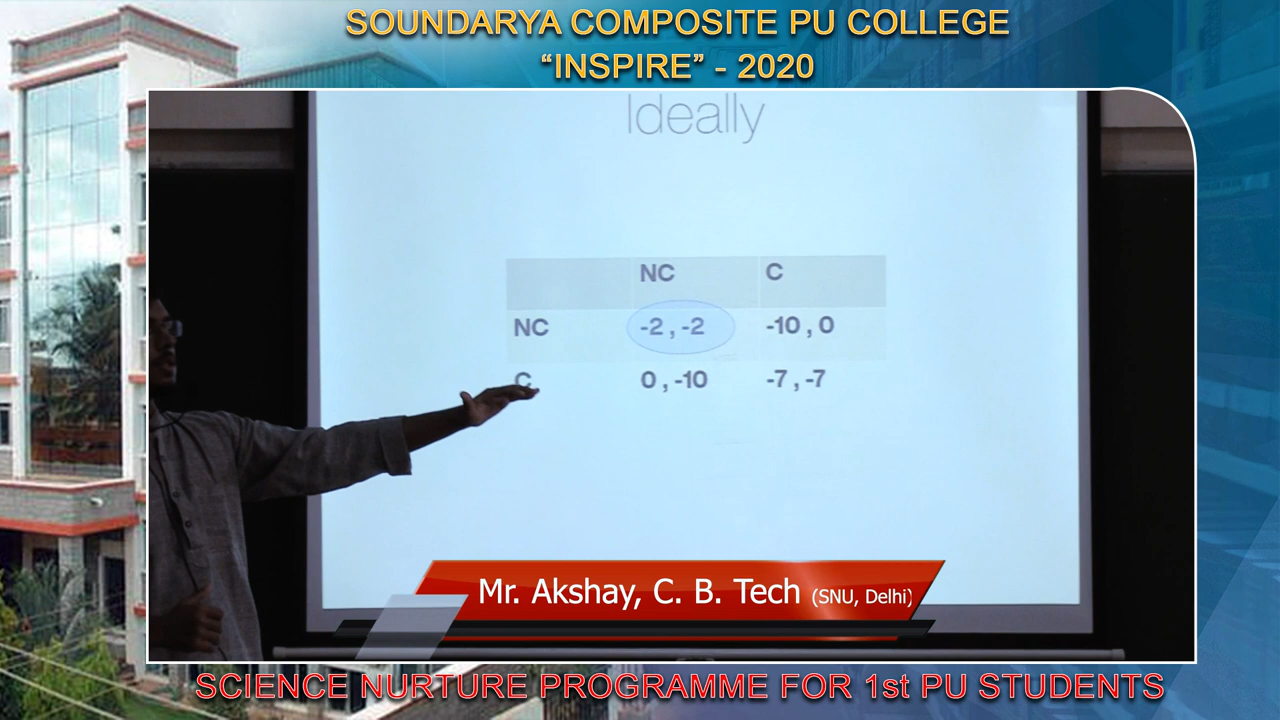 SOUNDARYA COMPOSITE PU COLLEGE
“INSPIRE” - 2020
Ideally
NC C
NC -2 , -2 -10 , 0
C 0 , -10 -7 , -7
Mr. Akshay, C. B. Tech (SNU, Delhi)
SCIENCE NURTURE PROGRAMME FOR 1st PU STUDENTS